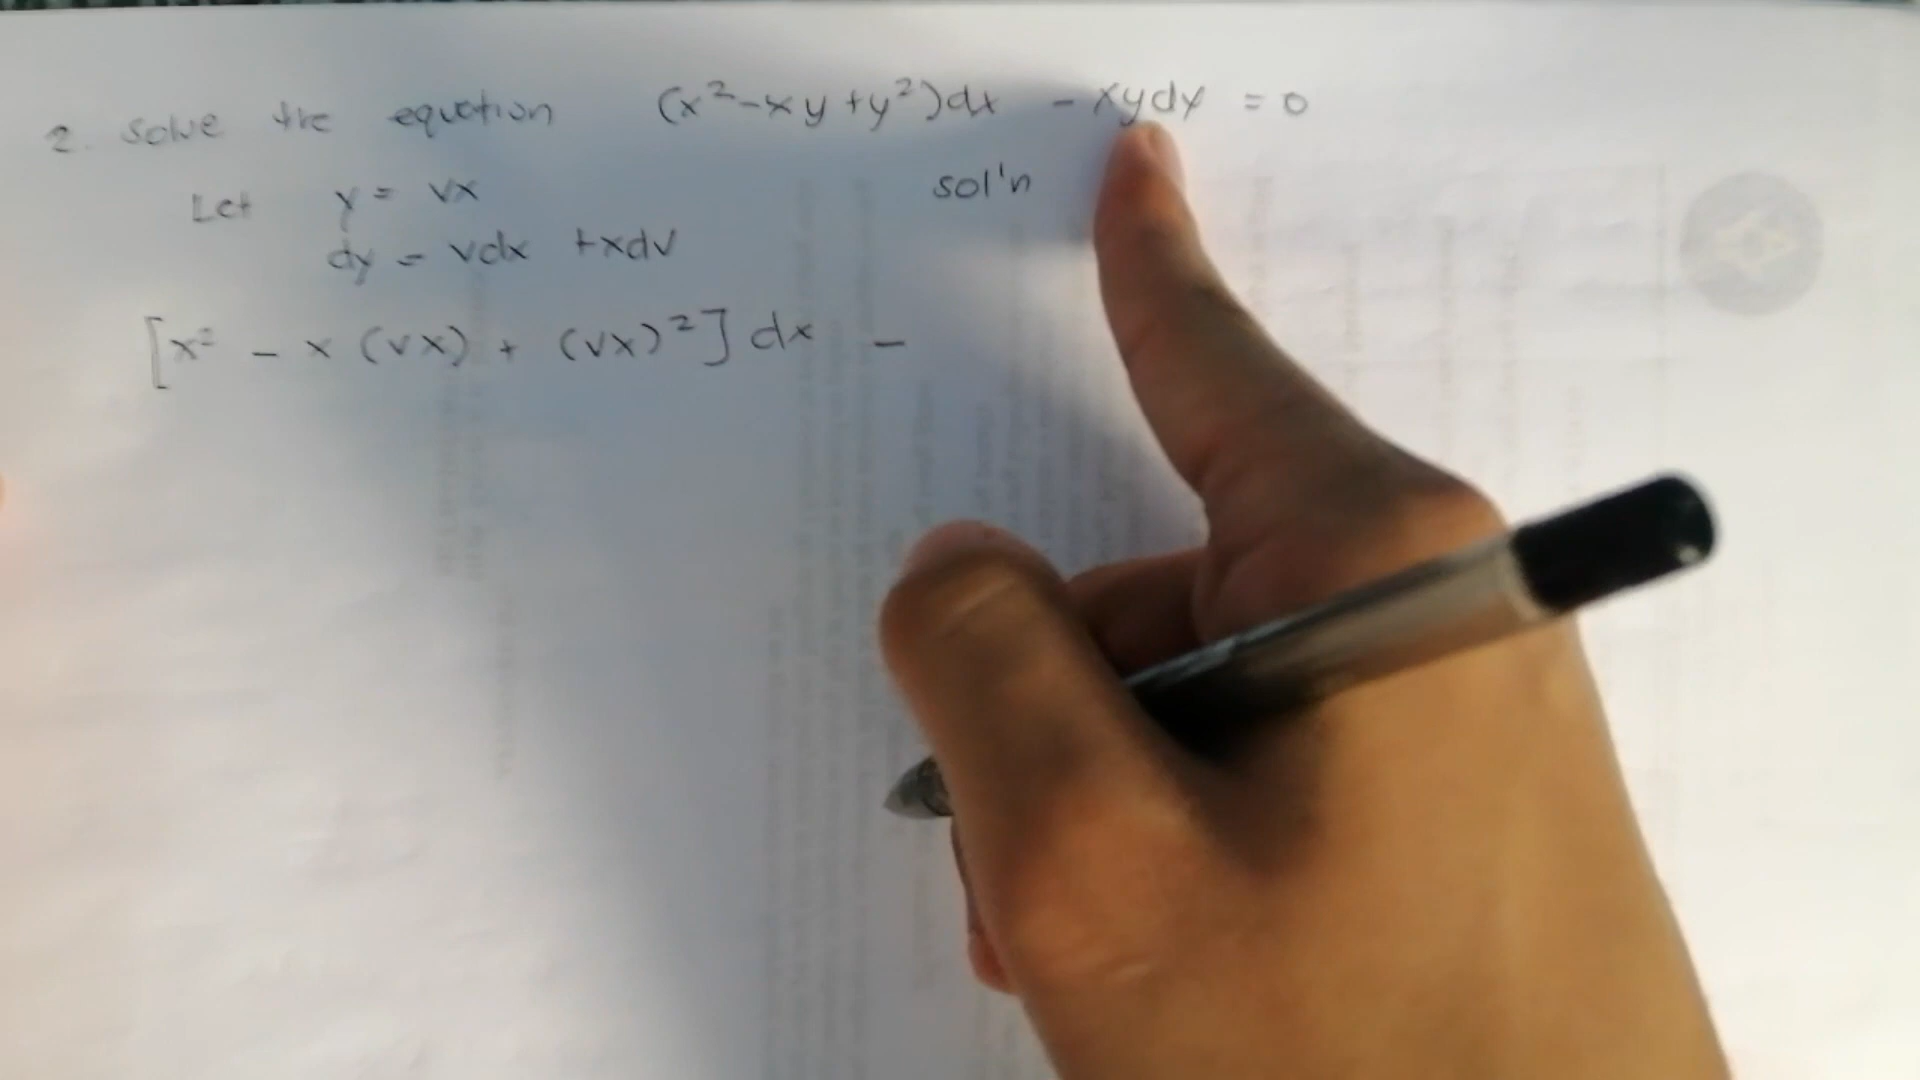 2. Solve the equation (x²-xy+y²)dx - xydy = 0
Let y = vx sol'n
dy = vdx +xdv
[x² - x (vx) + (vx)²] dx -